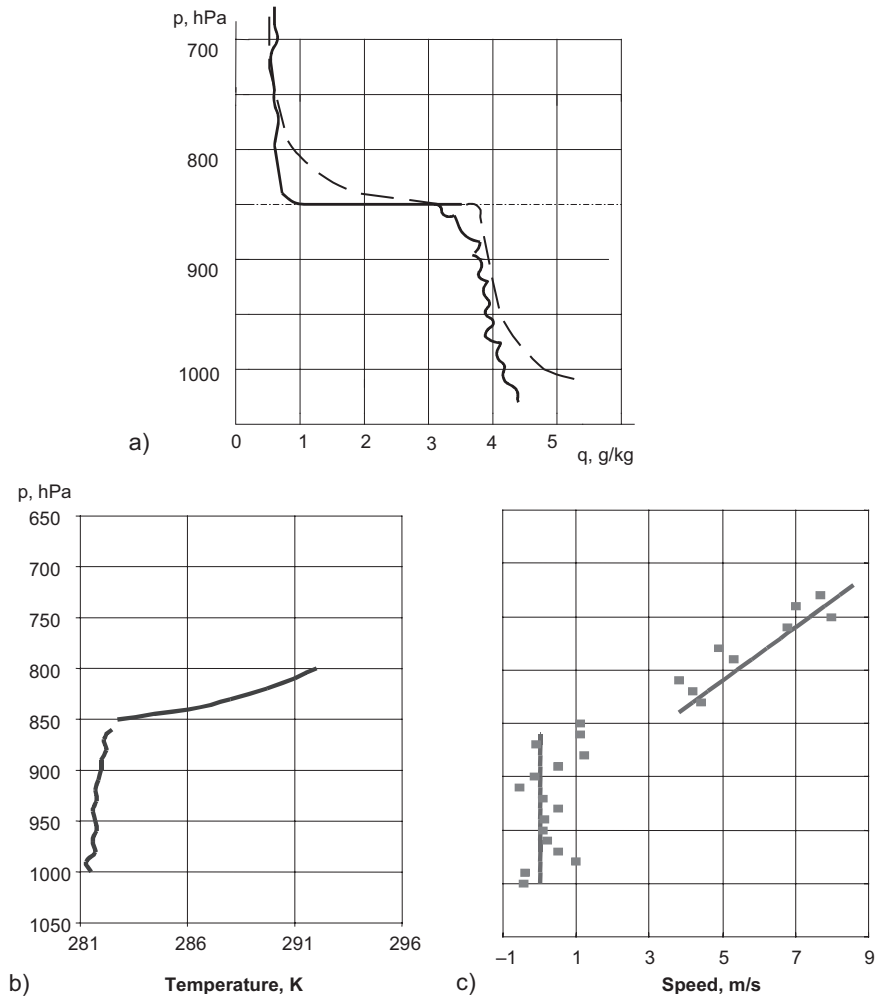 p, hPa
700
800
900
1000
0 1 2 3 4 5
q, g/kg
a)
p, hPa
650
700
750
800
850
900
950
1000
1050
281 286 291 296
Temperature, K
b)
–1 1 3 5 7 9
Speed, m/s
c)